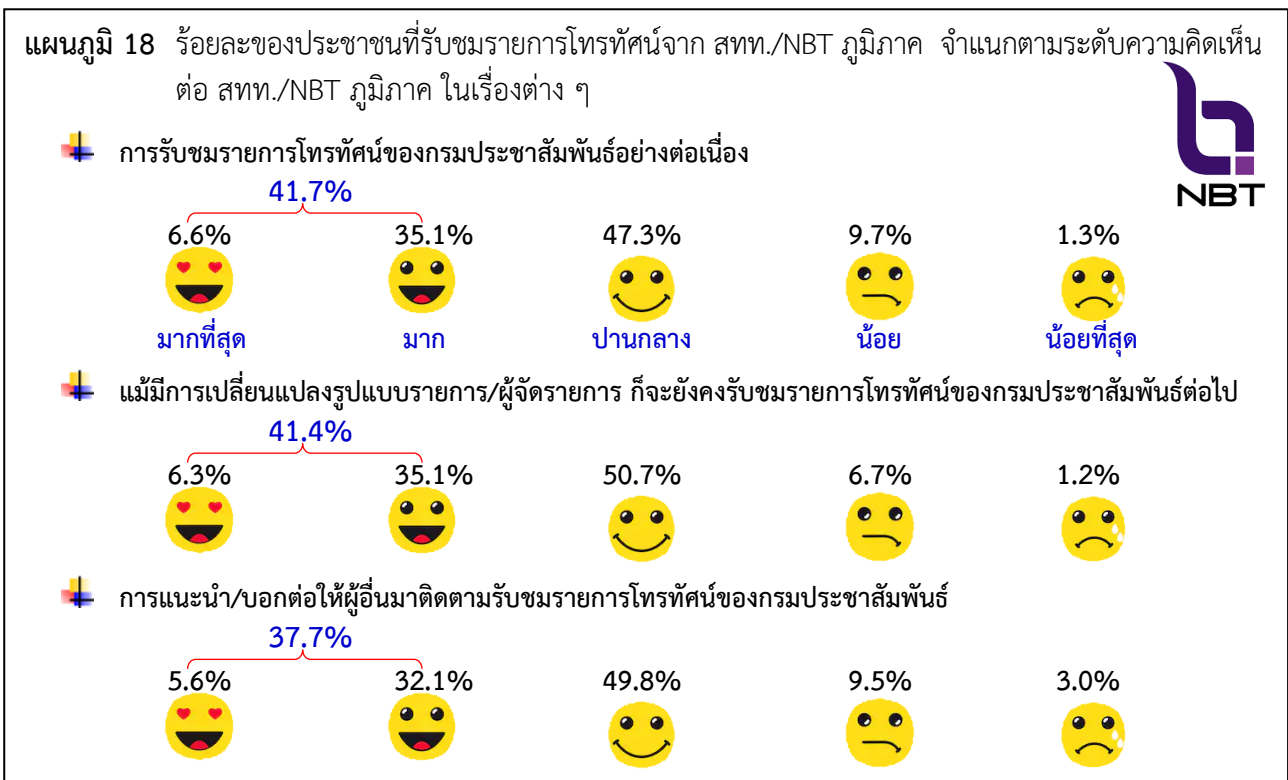 แผนภูมิ 18 ร้อยละของประชาชนที่รับชมรายการโทรทัศน์จาก สทท./NBT ภูมิภาค จำแนกตามระดับความคิดเห็น
ต่อ สทท./NBT ภูมิภาค ในเรื่องต่าง ๆ
NBT
การรับชมรายการโทรทัศน์ของกรมประชาสัมพันธ์อย่างต่อเนื่อง
41.7%
6.6% 35.1% 47.3% 9.7% 1.3%
มากที่สุด มาก ปานกลาง น้อย น้อยที่สุด
แม้มีการเปลี่ยนแปลงรูปแบบรายการ/ผู้จัดรายการ ก็จะยังคงรับชมรายการโทรทัศน์ของกรมประชาสัมพันธ์ต่อไป
41.4%
6.3% 35.1% 50.7% 6.7% 1.2%
การแนะนำ/บอกต่อให้ผู้อื่นมาติดตามรับชมรายการโทรทัศน์ของกรมประชาสัมพันธ์
37.7%
5.6% 32.1% 49.8% 9.5% 3.0%